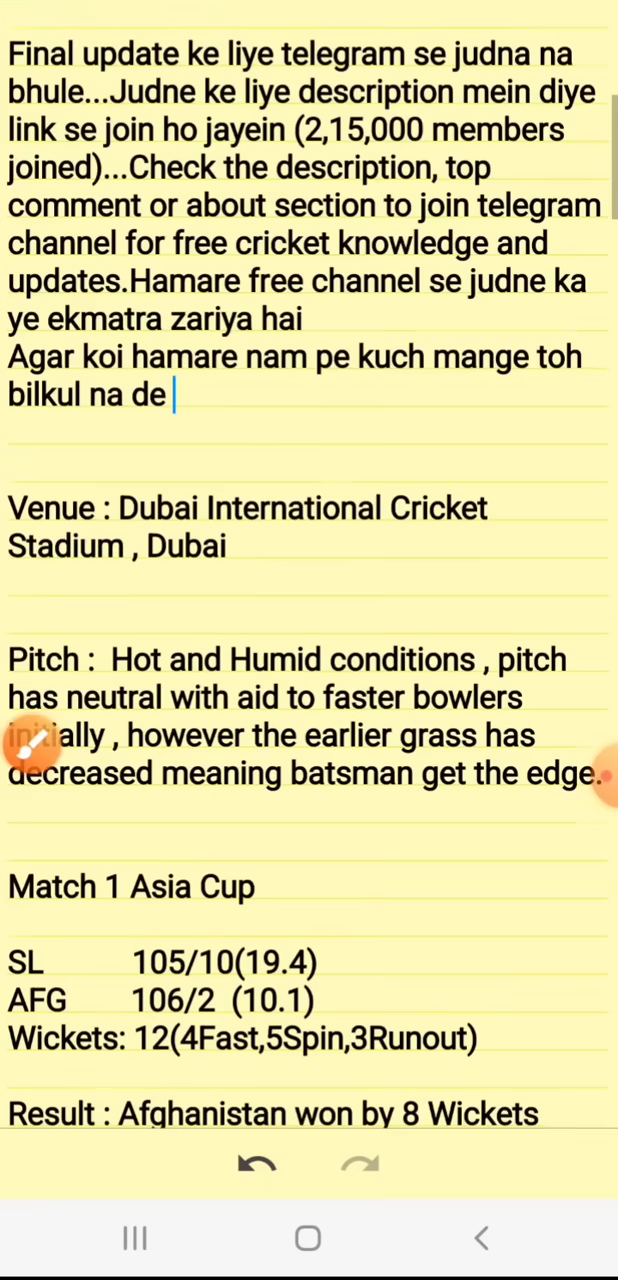 Final update ke liye telegram se judna na
bhule...Judne ke liye description mein diye
link se join ho jayein (2,15,000 members
joined)...Check the description, top
comment or about section to join telegram
channel for free cricket knowledge and
updates.Hamare free channel se judne ka
ye ekmatra zariya hai
Agar koi hamare nam pe kuch mange toh
bilkul na de
Venue : Dubai International Cricket
Stadium , Dubai
Pitch :  Hot and Humid conditions , pitch
has neutral with aid to faster bowlers
initially , however the earlier grass has
decreased meaning batsman get the edge.
Match 1 Asia Cup
SL 105/10(19.4)
AFG 106/2 (10.1)
Wickets: 12(4Fast,5Spin,3Runout)
Result : Afghanistan won by 8 Wickets